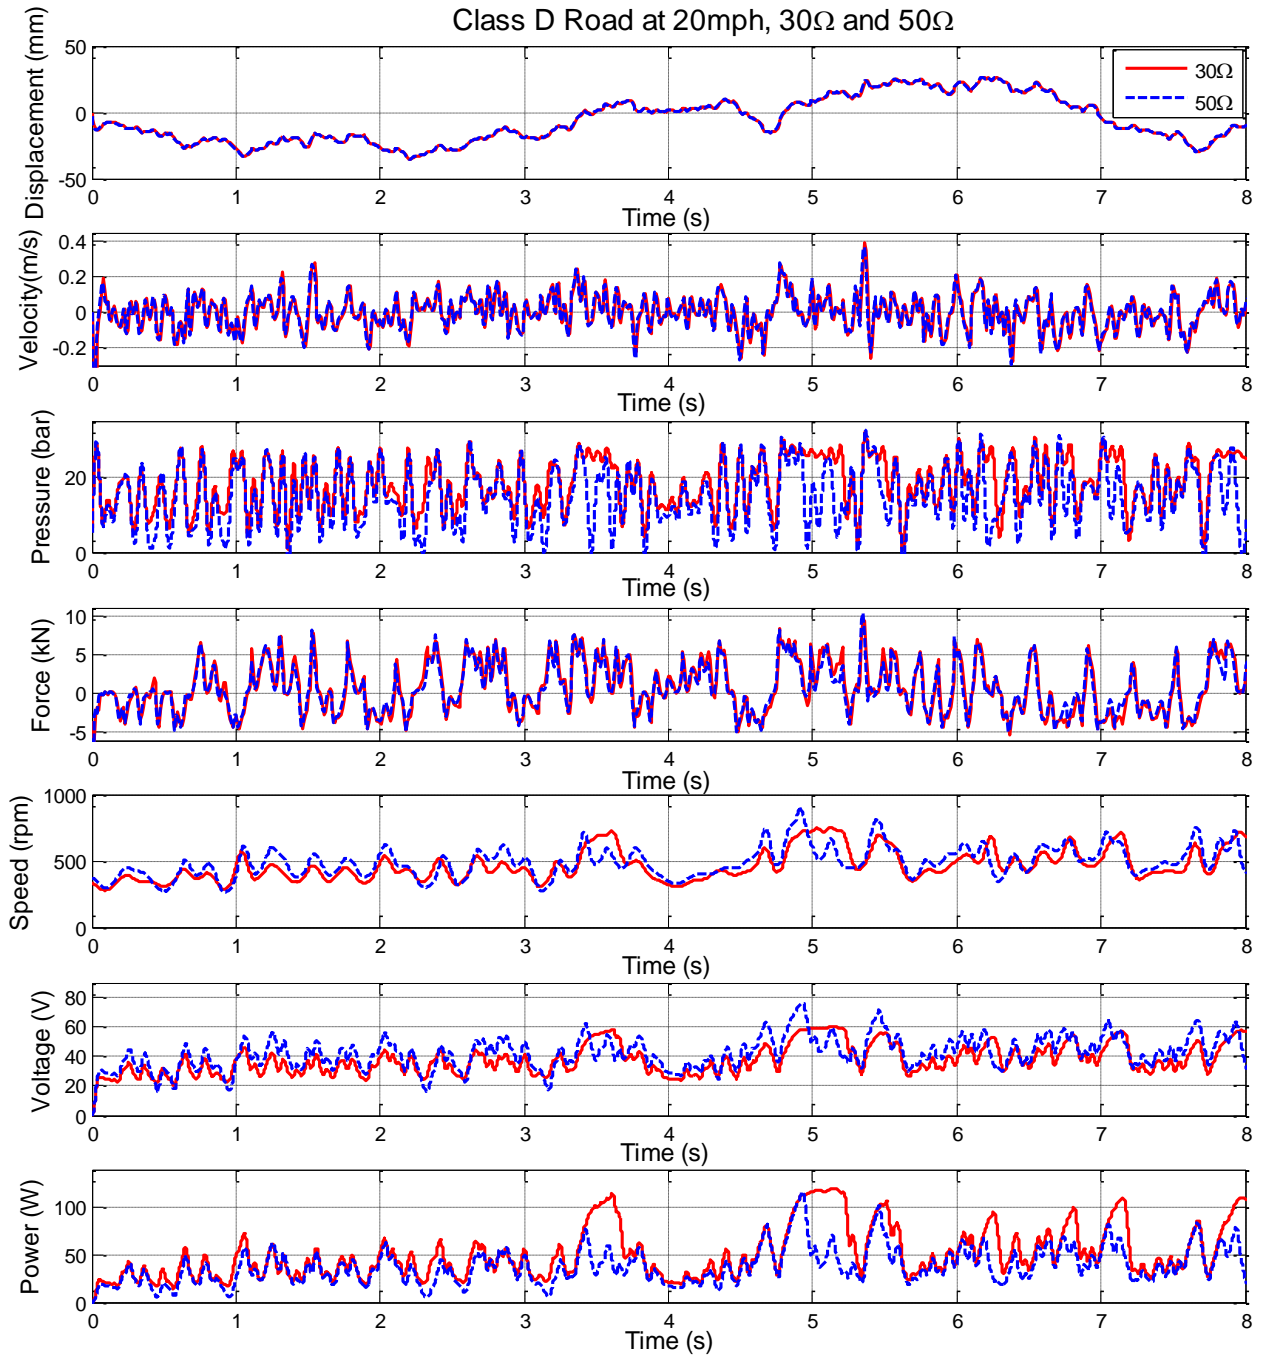 Class D Road at 20mph, 30Ω and 50Ω
Displacement (mm)
50
0
-50
30Ω
50Ω
0 1 2 3 4 5 6 7 8
Time (s)
Velocity(m/s)
0.4
0.2
0
-0.2
0 1 2 3 4 5 6 7 8
Time (s)
Pressure (bar)
20
0
0 1 2 3 4 5 6 7 8
Time (s)
Force (kN)
10
5
0
-5
0 1 2 3 4 5 6 7 8
Time (s)
Speed (rpm)
1000
500
0
0 1 2 3 4 5 6 7 8
Time (s)
Voltage (V)
80
60
40
20
0
0 1 2 3 4 5 6 7 8
Time (s)
Power (W)
100
50
0
0 1 2 3 4 5 6 7 8
Time (s)